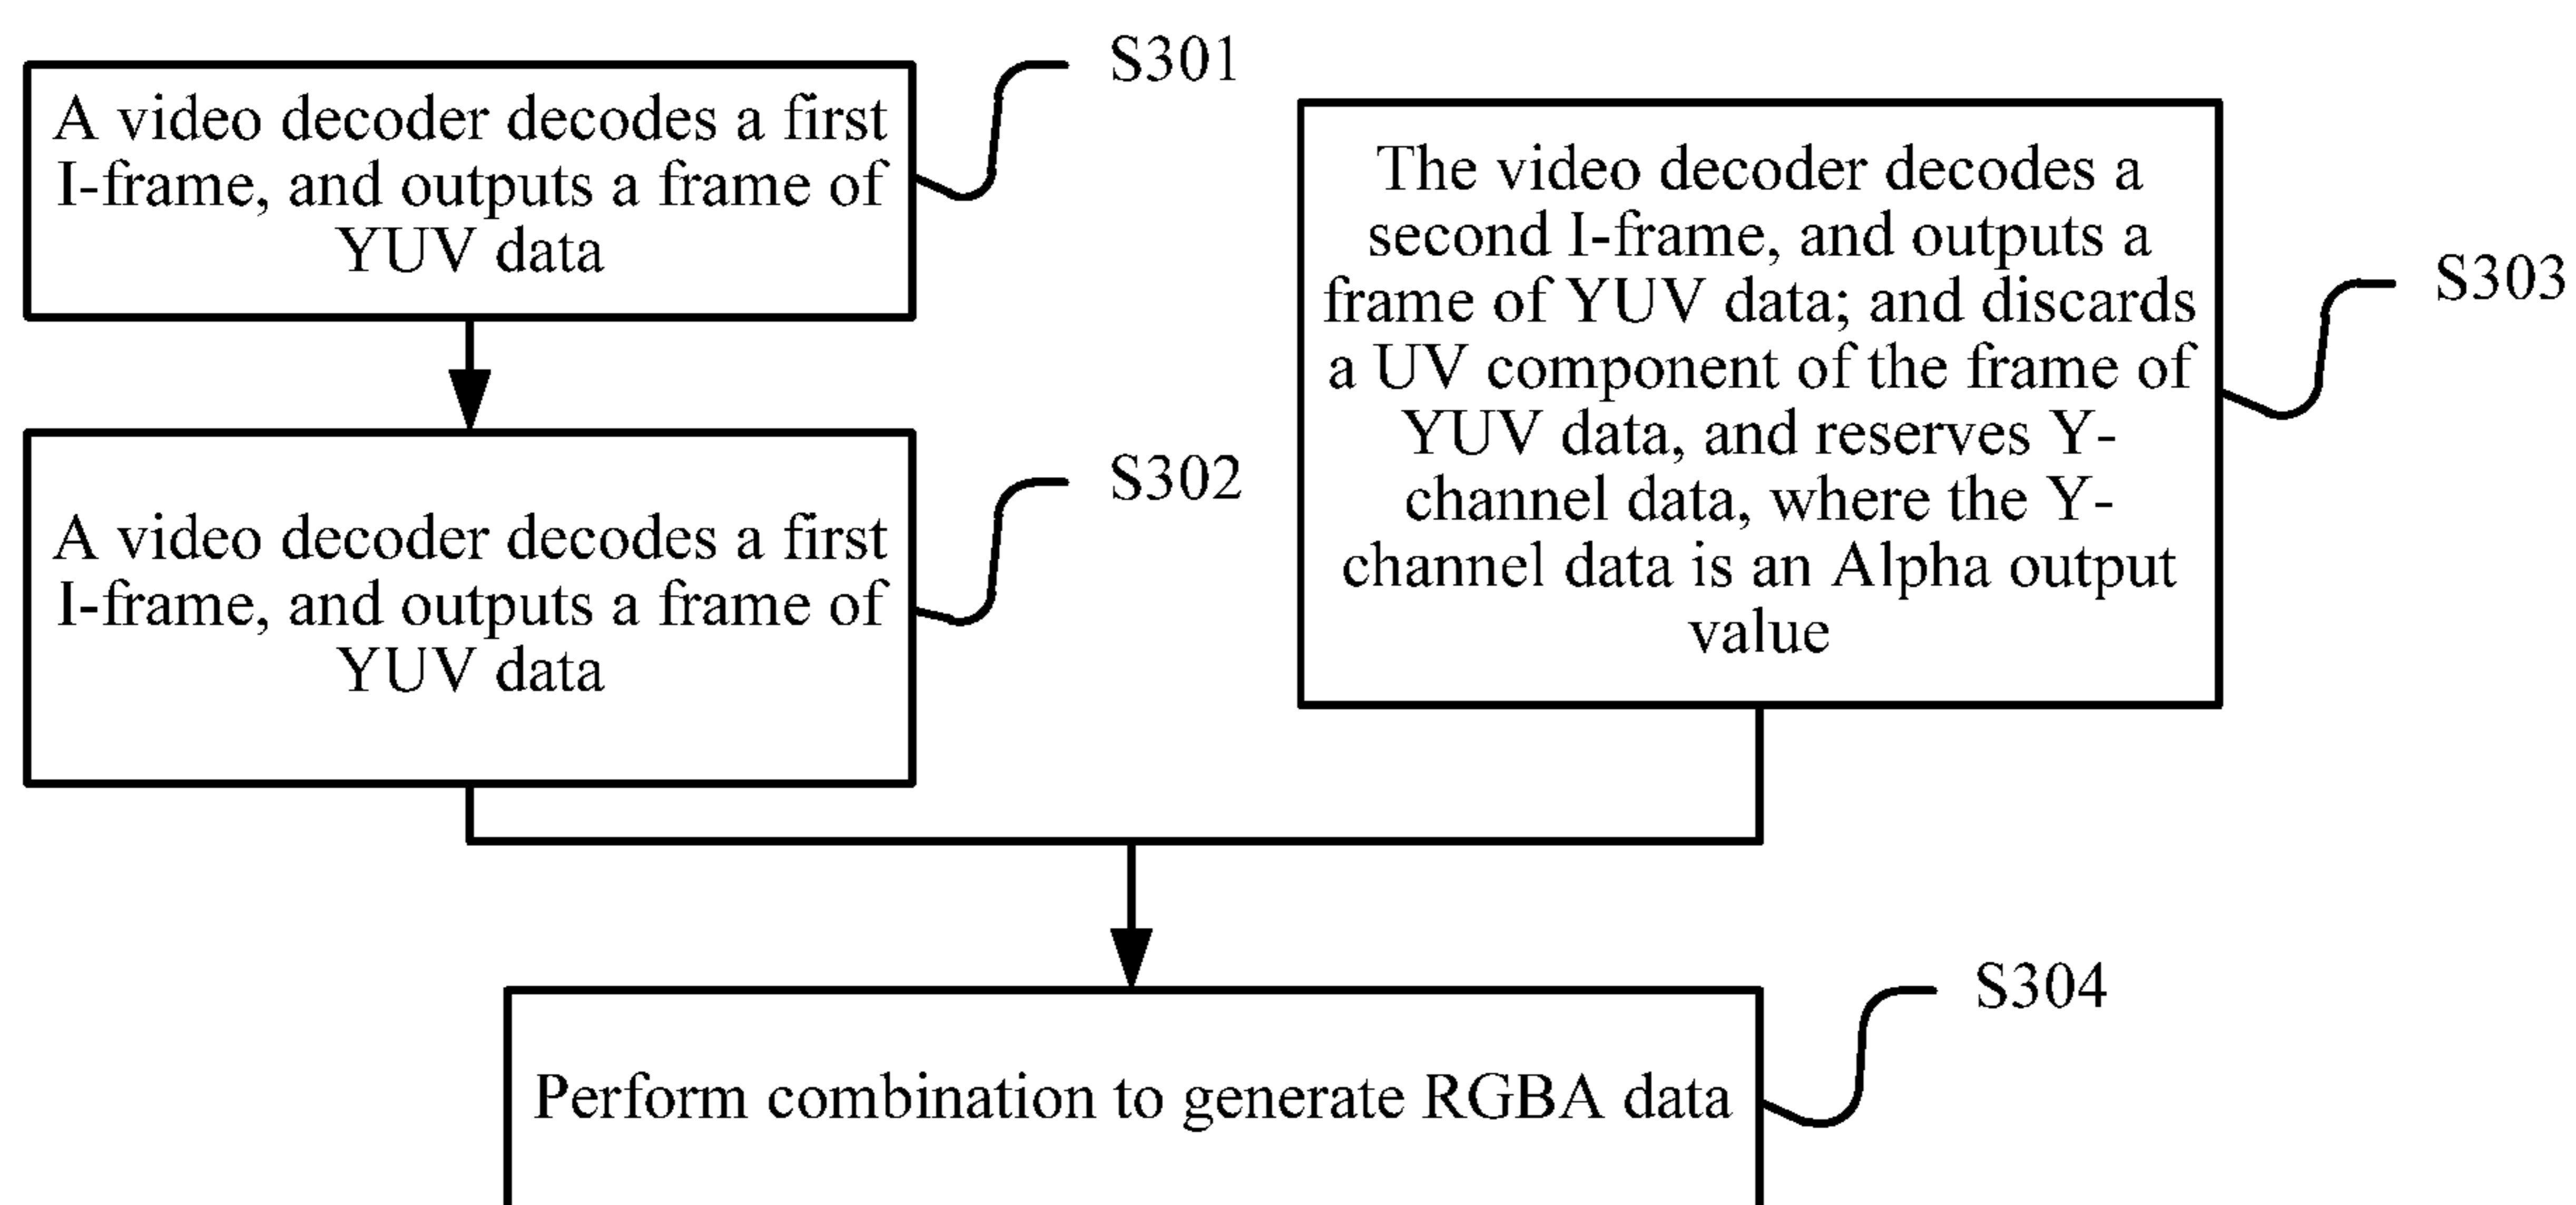 S301
A video decoder decodes a first
I-frame, and outputs a frame of
YUV data
S302
A video decoder decodes a first
I-frame, and outputs a frame of
YUV data
The video decoder decodes a
second I-frame, and outputs a
frame of YUV data; and discards
a UV component of the frame of
YUV data, and reserves Y-
channel data, where the Y-
channel data is an Alpha output
value
S303
S304
Perform combination to generate RGBA data